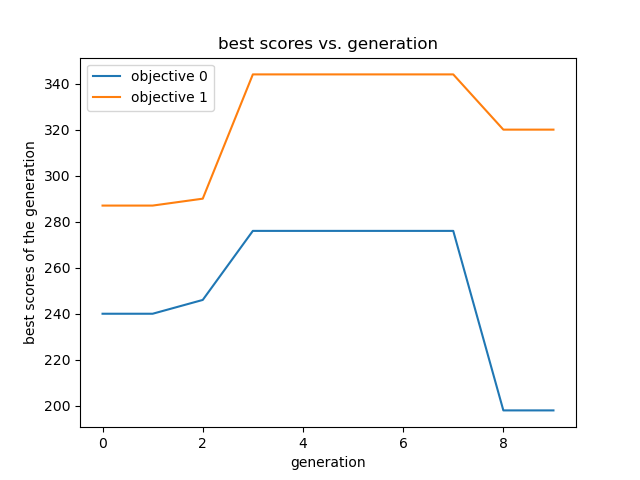 best scores vs. generation
objective 0
objective 1
best scores of the generation
340
320
300
280
260
240
220
200
0 2 4 6 8
generation